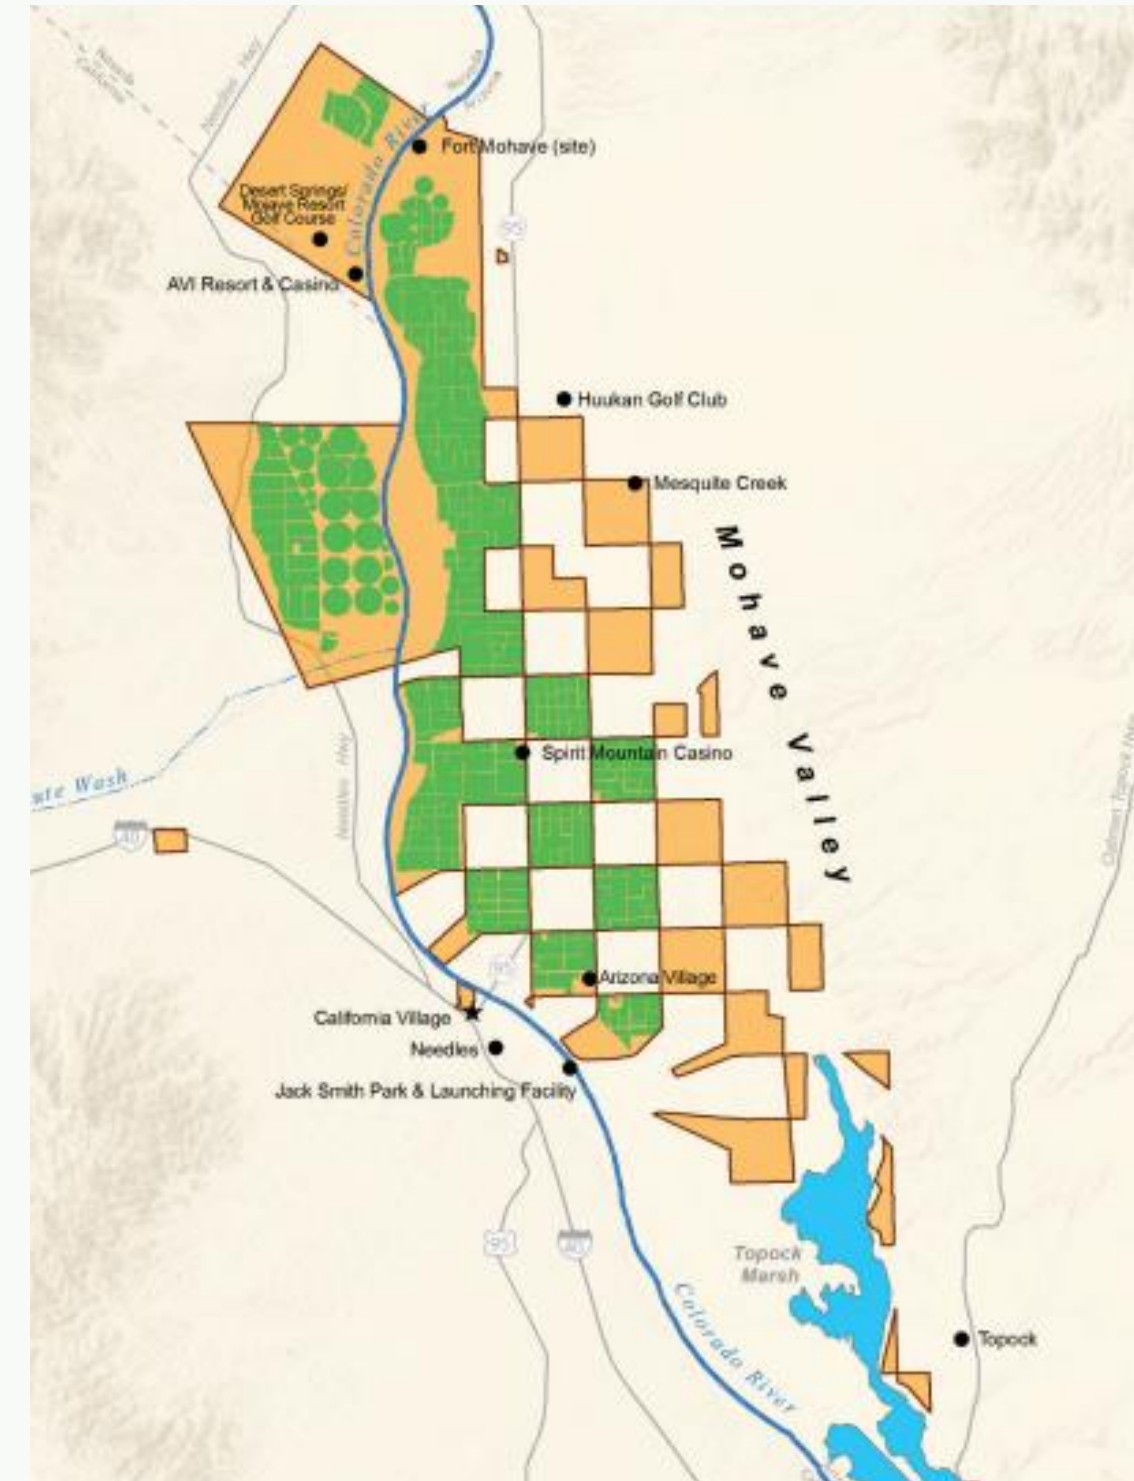 Nevada
California
Needles Hwy
Nevada
Arizona
Colorado River
Fort Mohave (site)
Desert Springs/
Mojave Resort
Golf Course
95
AVI Resort & Casino
Huukan Golf Club
Mesquite Creek
Mohave Valley
Spirit Mountain Casino
Needles Hwy
Wash
40
95
Arizona Village
California Village
Needles
Jack Smith Park & Launching Facility
95
40
Topock
Marsh
Colorado River
Topock